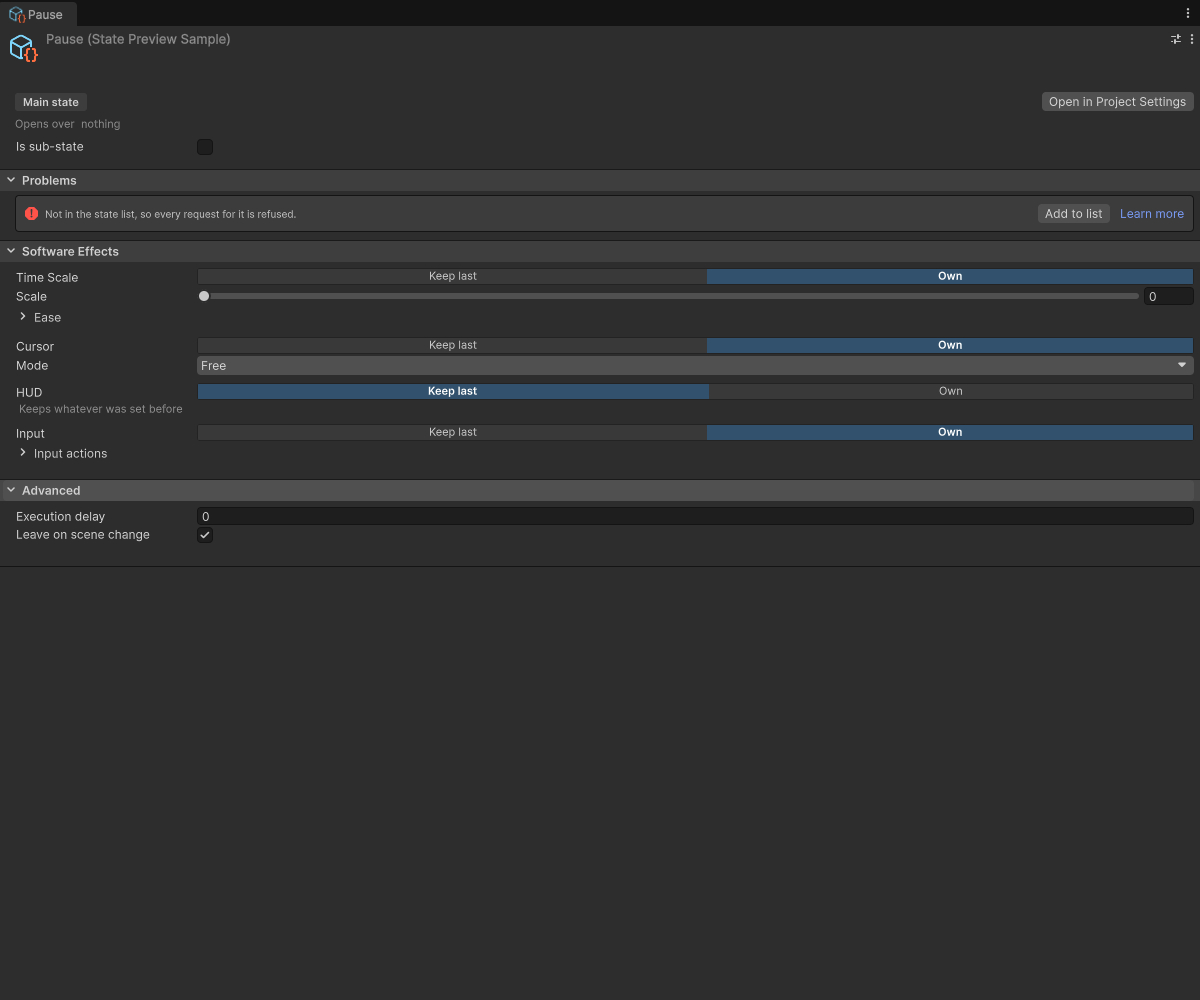 Pause
Pause (State Preview Sample)
Main state
Open in Project Settings
Opens over nothing
Is sub-state
Problems
Not in the state list, so every request for it is refused.
Add to list
Learn more
Software Effects
Time Scale
Keep last
Own
Scale
0
Ease
Cursor
Keep last
Own
Mode
Free
HUD
Keep last
Own
Keeps whatever was set before
Input
Keep last
Own
Input actions
Advanced
Execution delay
0
Leave on scene change